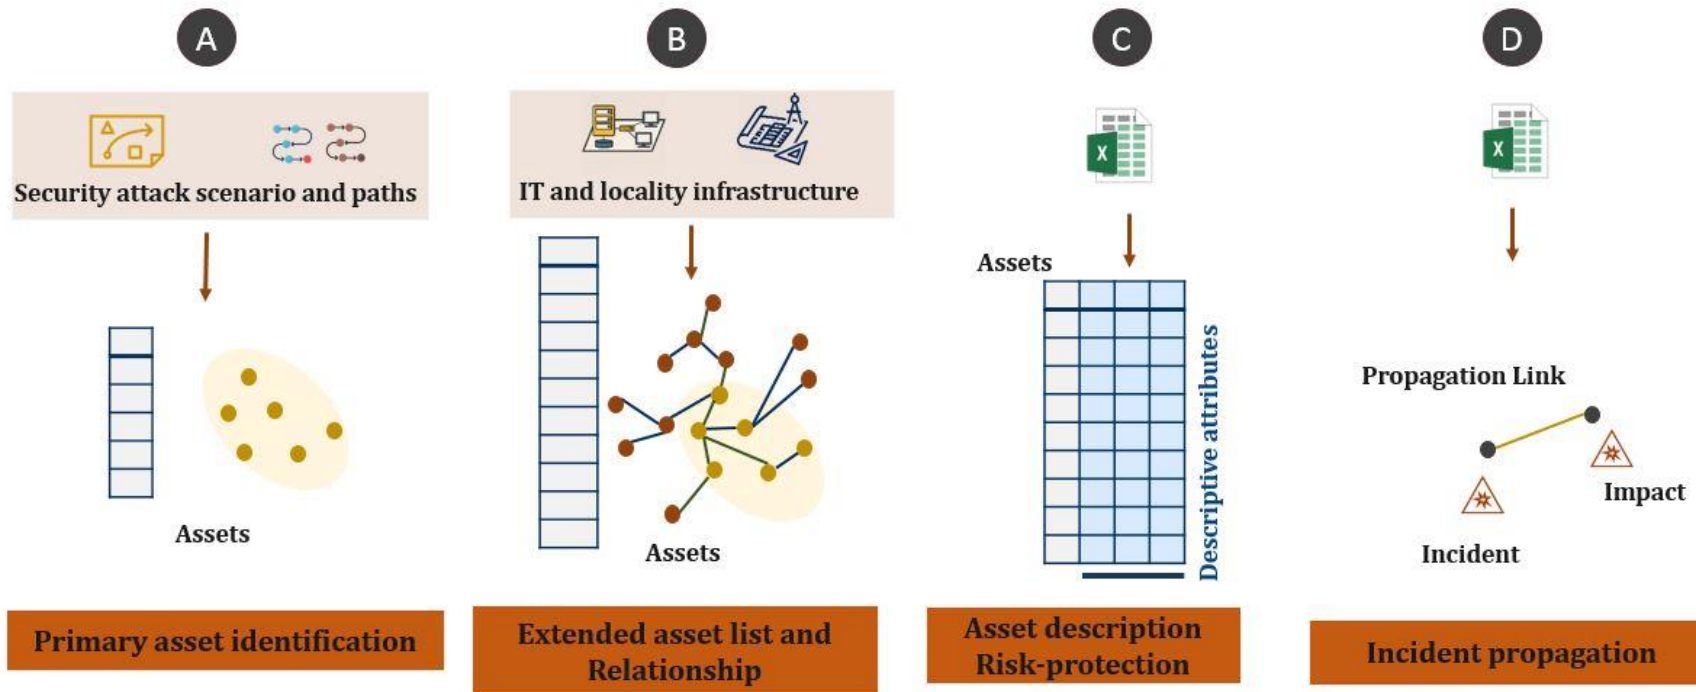 A
Security attack scenario and paths
Assets
Primary asset identification
B
IT and locality infrastructure
Assets
Extended asset list and
Relationship
C
X
Assets
Descriptive attributes
Asset description
Risk-protection
D
X
Propagation Link
Impact
Incident
Incident propagation